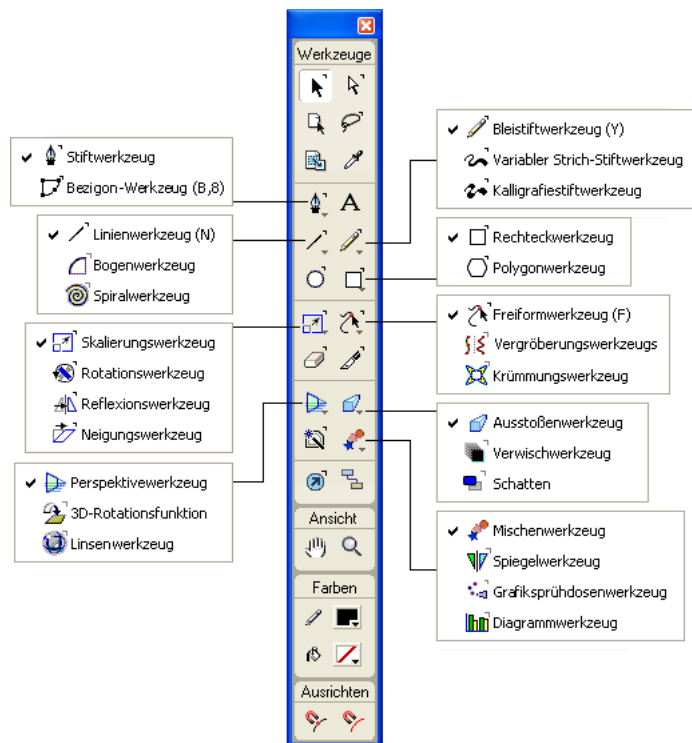 Werkzeuge
A
Ansicht
Farben
Ausrichten
Stiftwerkzeug
Bezigon-Werkzeug (B,8)
Linienwerkzeug (N)
Bogenwerkzeug
Spiralwerkzeug
Skalierungswerkzeug
Rotationswerkzeug
Reflexionswerkzeug
Neigungswerkzeug
Perspektivewerkzeug
3D-Rotationsfunktion
Linsenwerkzeug
Bleistiftwerkzeug (Y)
Variabler Strich-Stiftwerkzeug
Kalligrafiestiftwerkzeug
Rechteckwerkzeug
Polygonwerkzeug
Freiformwerkzeug (F)
Vergröberungswerkzeugs
Krümmungswerkzeug
Ausstoßenwerkzeug
Verwischwerkzeug
Schatten
Mischenwerkzeug
Spiegelwerkzeug
Grafiksprühdosenwerkzeug
Diagrammwerkzeug